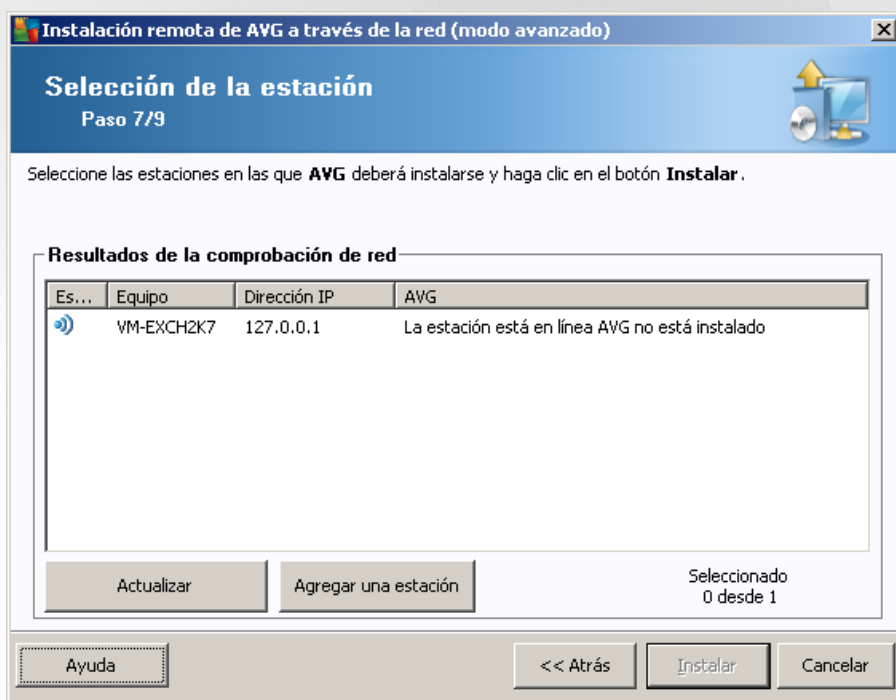 Instalación remota de AVG a través de la red (modo avanzado)
Selección de la estación
Paso 7/9
Seleccione las estaciones en las que AVG deberá instalarse y haga clic en el botón Instalar.
Resultados de la comprobación de red
Es... Equipo Dirección IP AVG
VM-EXCH2K7 127.0.0.1 La estación está en línea AVG no está instalado
Actualizar Agregar una estación Seleccionado
0 desde 1
Ayuda << Atrás Instalar Cancelar